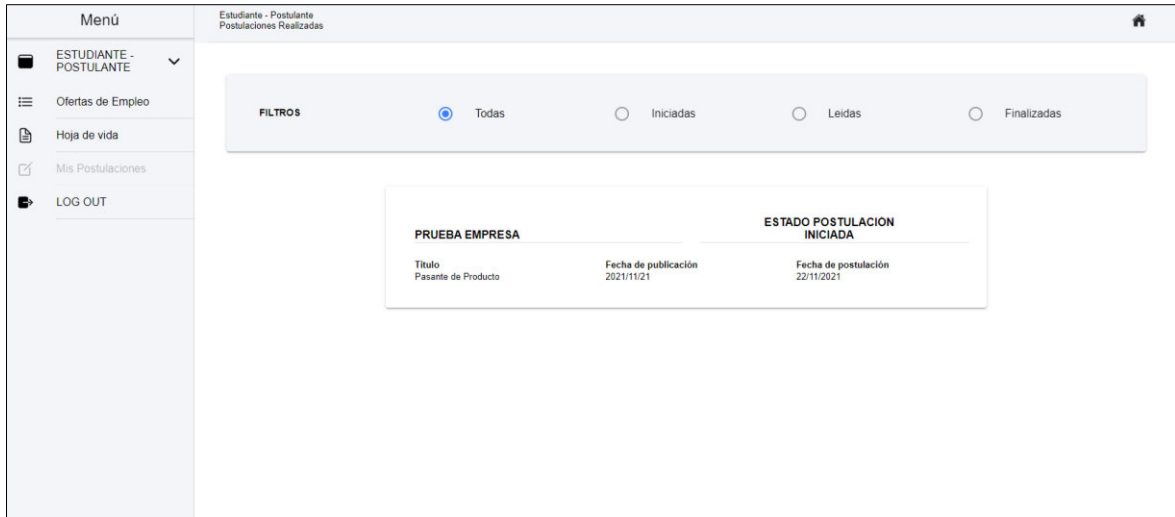 Menú
ESTUDIANTE -
POSTULANTE
Ofertas de Empleo
Hoja de vida
Mis Postulaciones
LOG OUT
Estudiante - Postulante
Postulaciones Realizadas
FILTROS
Todas
Iniciadas
Leidas
Finalizadas
PRUEBA EMPRESA
ESTADO POSTULACION
INICIADA
Titulo
Pasante de Producto
Fecha de publicación
2021/11/21
Fecha de postulación
22/11/2021